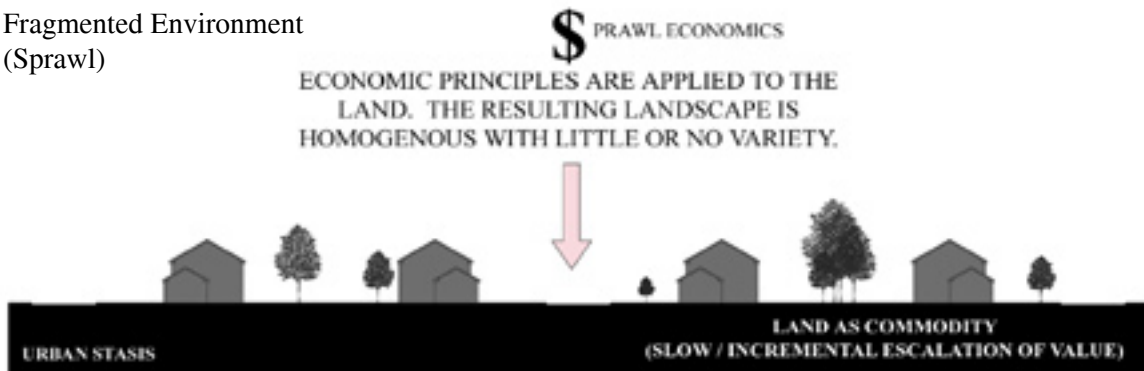 Fragmented Environment
(Sprawl)
$PRAWL ECONOMICS
ECONOMIC PRINCIPLES ARE APPLIED TO THE
LAND. THE RESULTING LANDSCAPE IS
HOMOGENOUS WITH LITTLE OR NO VARIETY.
URBAN STASIS
LAND AS COMMODITY
(SLOW / INCREMENTAL ESCALATION OF VALUE)